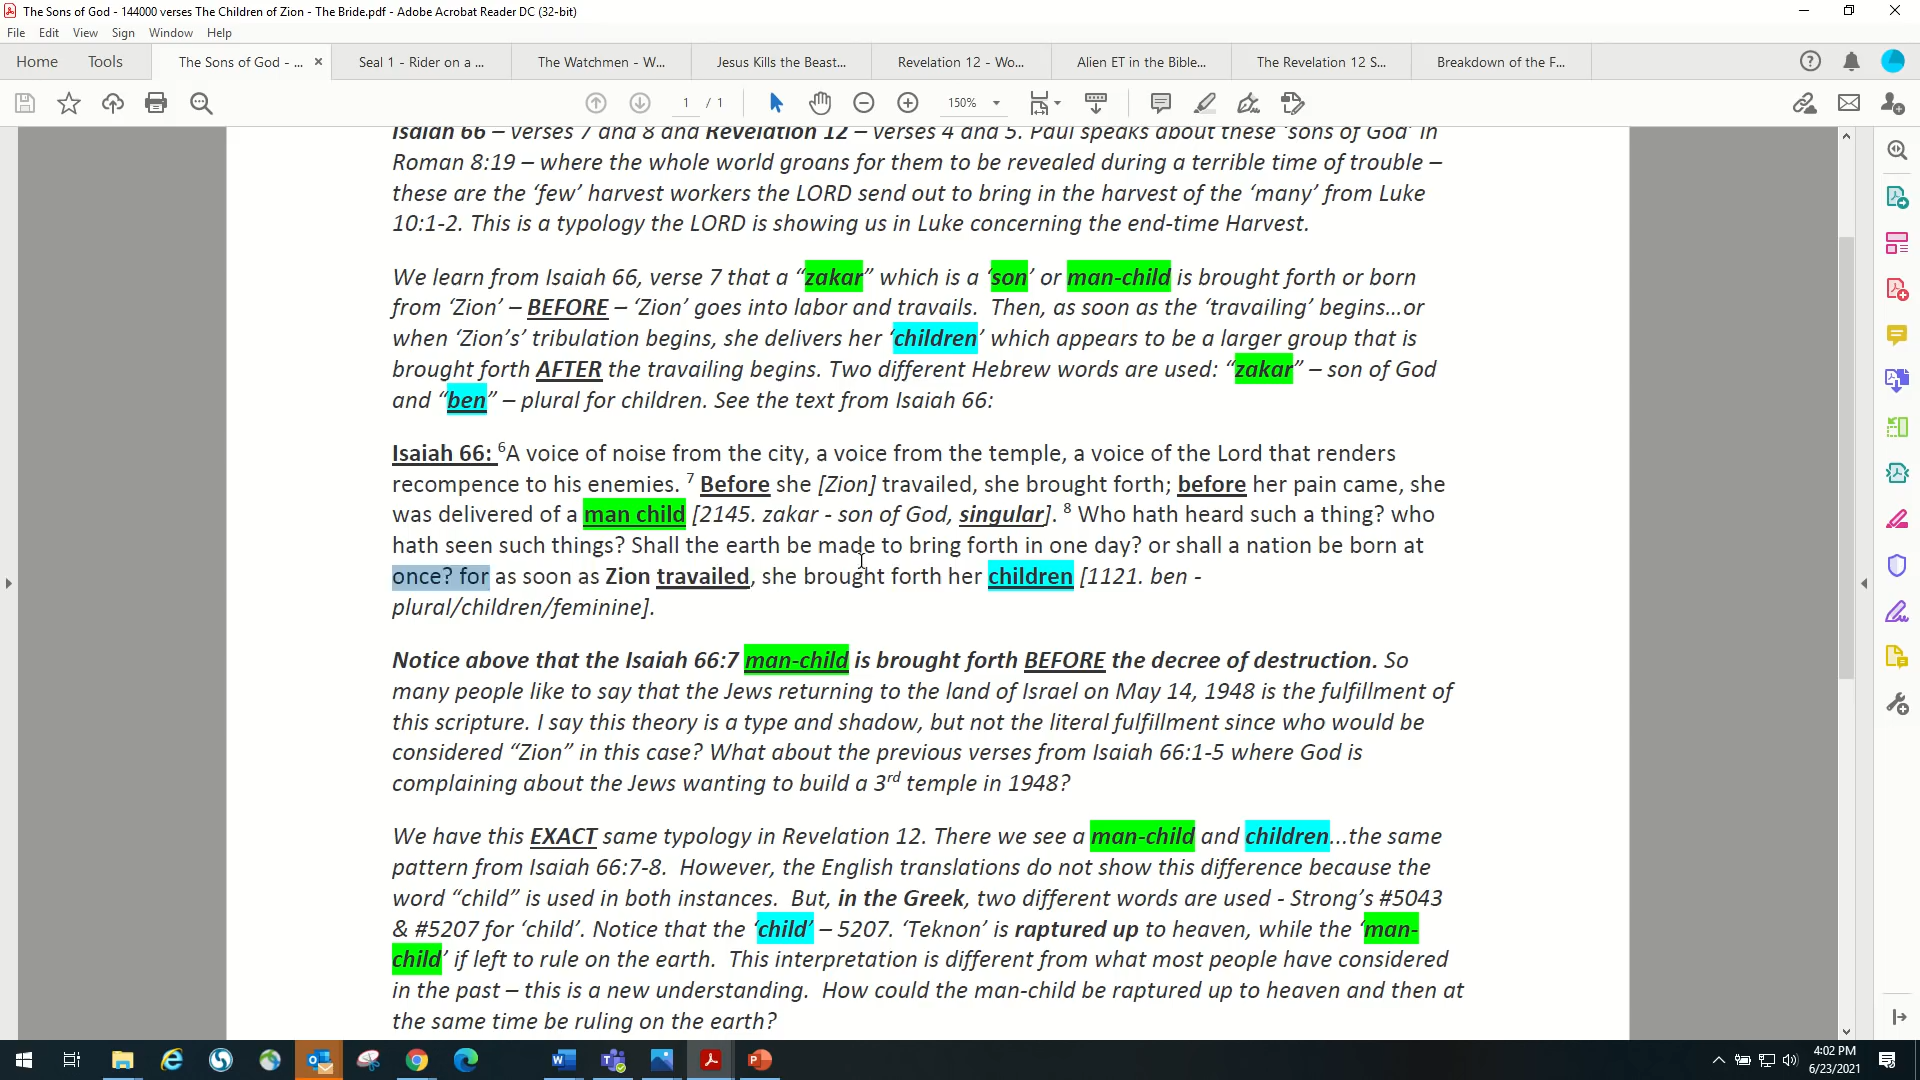 The Sons of God - 144000 verses The Children of Zion - The Bride.pdf - Adobe Acrobat Reader DC (32-bit)
File Edit View Sign Window Help
Home Tools The Sons of God - ... × Seal 1 - Rider on a ... The Watchmen - W... Jesus Kills the Beast... Revelation 12 - Wo... Alien ET in the Bible... The Revelation 12 S... Breakdown of the F...
1 / 1 150%
Isaiah 66 – verses 7 and 8 and Revelation 12 – verses 4 and 5. Paul speaks about these ‘sons of God’ in
Roman 8:19 – where the whole world groans for them to be revealed during a terrible time of trouble –
these are the ‘few’ harvest workers the LORD send out to bring in the harvest of the ‘many’ from Luke
10:1-2. This is a typology the LORD is showing us in Luke concerning the end-time Harvest.
We learn from Isaiah 66, verse 7 that a “zakar” which is a ‘son’ or man-child is brought forth or born
from ‘Zion’ – BEFORE – ‘Zion’ goes into labor and travails. Then, as soon as the ‘travailing’ begins…or
when ‘Zion’s’ tribulation begins, she delivers her ‘children’ which appears to be a larger group that is
brought forth AFTER the travailing begins. Two different Hebrew words are used: “zakar” – son of God
and “ben” – plural for children. See the text from Isaiah 66:
Isaiah 66: 6A voice of noise from the city, a voice from the temple, a voice of the Lord that renders
recompence to his enemies. 7 Before she [Zion] travailed, she brought forth; before her pain came, she
was delivered of a man child [2145. zakar - son of God, singular]. 8 Who hath heard such a thing? who
hath seen such things? Shall the earth be made to bring forth in one day? or shall a nation be born at
once? for as soon as Zion travailed, she brought forth her children [1121. ben -
plural/children/feminine].
Notice above that the Isaiah 66:7 man-child is brought forth BEFORE the decree of destruction. So
many people like to say that the Jews returning to the land of Israel on May 14, 1948 is the fulfillment of
this scripture. I say this theory is a type and shadow, but not the literal fulfillment since who would be
considered “Zion” in this case? What about the previous verses from Isaiah 66:1-5 where God is
complaining about the Jews wanting to build a 3rd temple in 1948?
We have this EXACT same typology in Revelation 12. There we see a man-child and children…the same
pattern from Isaiah 66:7-8. However, the English translations do not show this difference because the
word “child” is used in both instances. But, in the Greek, two different words are used - Strong’s #5043
& #5207 for ‘child’. Notice that the ‘child’ – 5207. ‘Teknon’ is raptured up to heaven, while the ‘man-
child’ if left to rule on the earth. This interpretation is different from what most people have considered
in the past – this is a new understanding. How could the man-child be raptured up to heaven and then at
the same time be ruling on the earth?
4:02 PM
6/23/2021